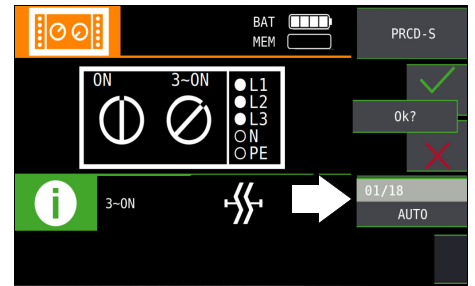 BAT
MEM
PRCD-S
ON 3~ON
L1
L2
L3
N
PE
Ok?
i
3~ON
01/18
AUTO